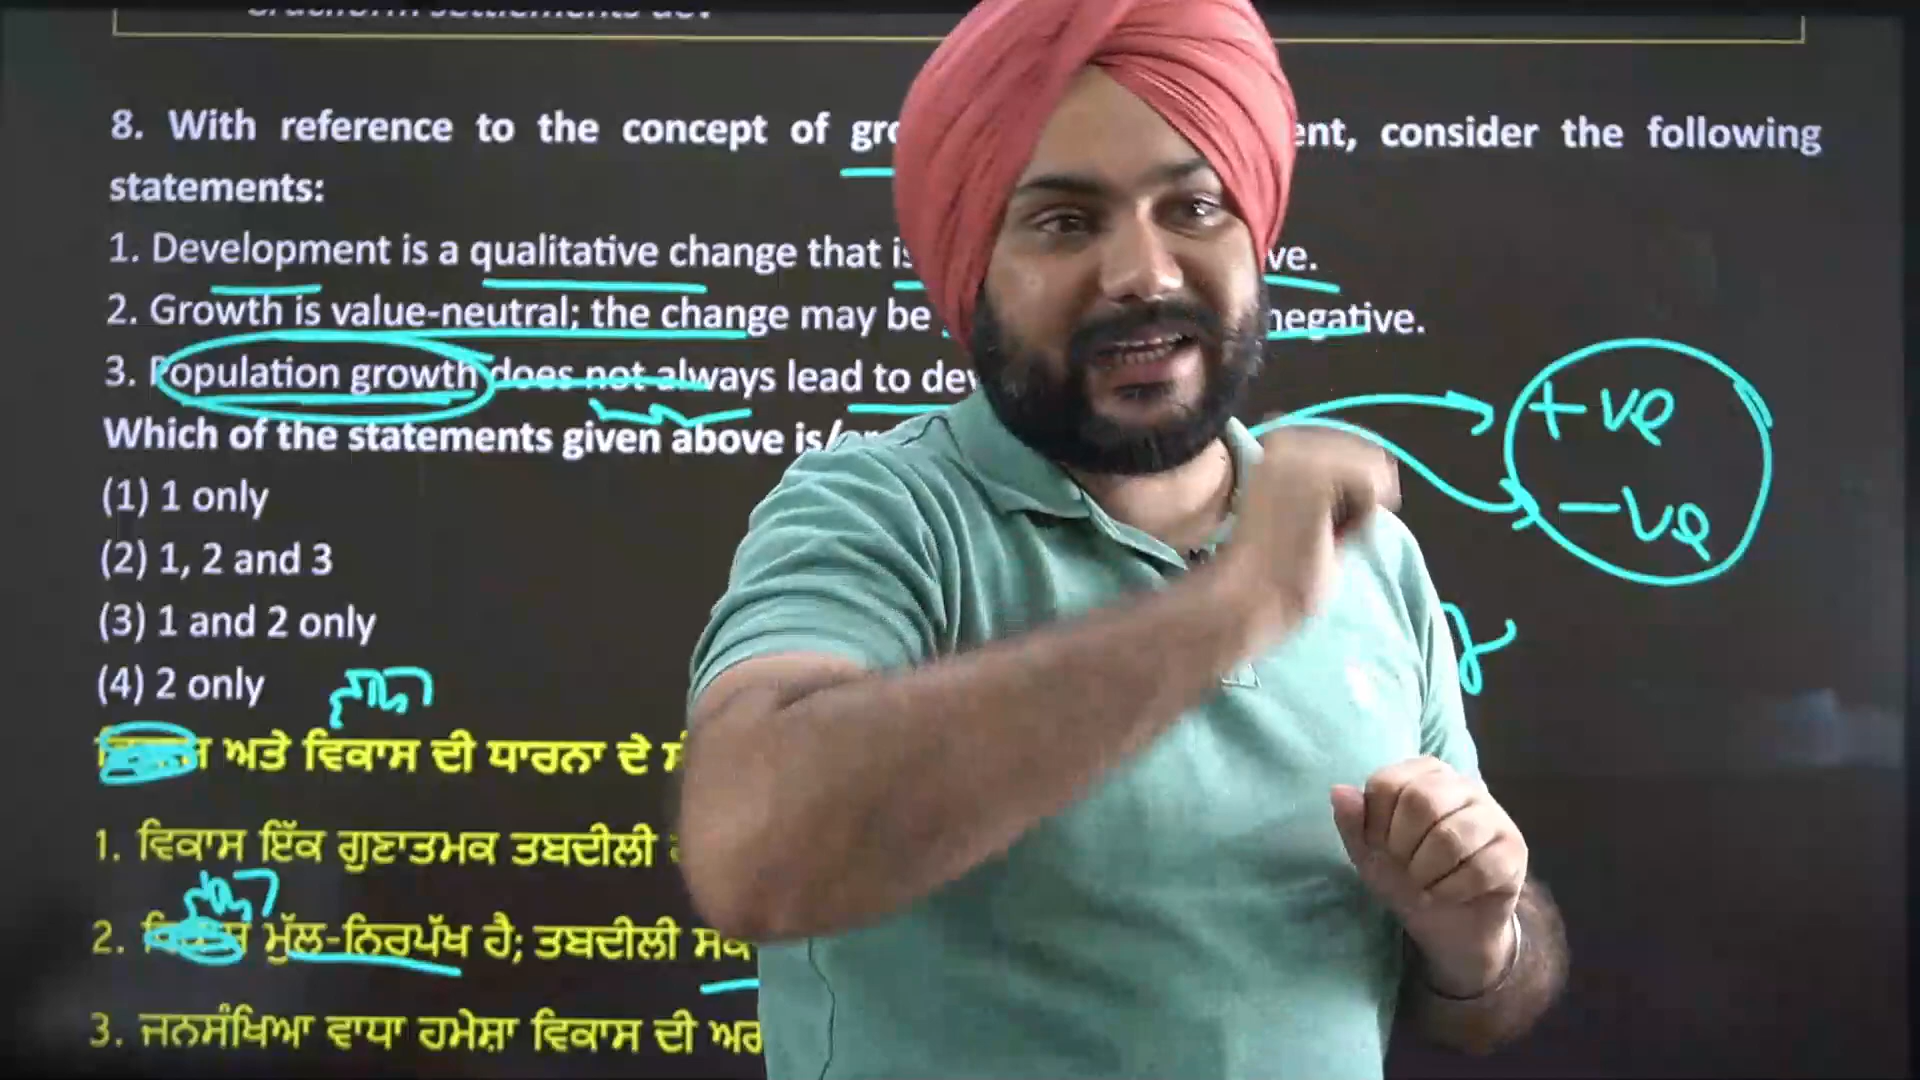 8. With reference to the concept of gro ent, consider the following
statements:
1. Development is a qualitative change that is ve.
2. Growth is value-neutral; the change may be negative.
3. Population growth does not always lead to dev
Which of the statements given above is/
+ve
-ve
(1) 1 only
(2) 1, 2 and 3
(3) 1 and 2 only
(4) 2 only
ਅਤੇ ਵਿਕਾਸ ਦੀ ਧਾਰਨਾ ਦੇ
1. ਵਿਕਾਸ ਇੱਕ ਗੁਣਾਤਮਕ ਤਬਦੀਲੀ
2. ਮੁੱਲ-ਨਿਰਪੱਖ ਹੈ; ਤਬਦੀਲੀ ਸਕ
3. ਜਨਸੰਖਿਆ ਵਾਧਾ ਹਮੇਸ਼ਾ ਵਿਕਾਸ ਦੀ ਅਗ